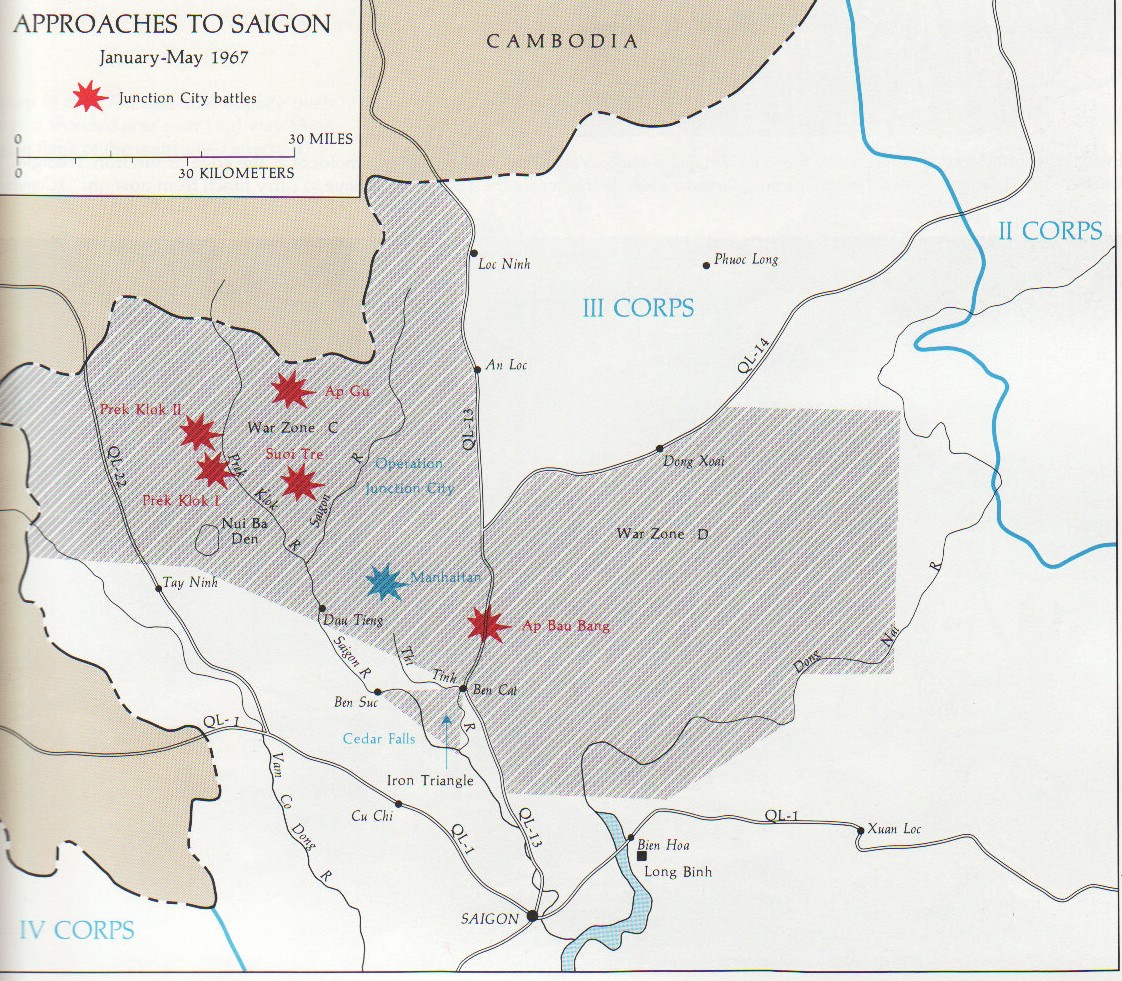 APPROACHES TO SAIGON
January-May 1967
Junction City battles
0
30 MILES
0
30 KILOMETERS
CAMBODIA
II CORPS
Loc Ninh
Phuoc Long
III CORPS
QL-14
An Loc
Ap Gu
Prek Klok II
War Zone C
QL-13
Suoi Tre
QL-22
Prek
Klok
R
R
Operation
Junction City
Dong Xoai
Prek Klok I
Saigon
Nui Ba
Den
War Zone D
R
Tay Ninh
Manhattan
Dau Tieng
Ap Bau Bang
Saigon R
Thi
Tinh
R
Dong
Nai
Ben Cat
Ben Suc
QL-1
Cedar Falls
Iron Triangle
Vam
Co
Dong
R
Cu Chi
QL-1
QL-13
QL-1
Xuan Loc
Bien Hoa
Long Binh
SAIGON
IV CORPS